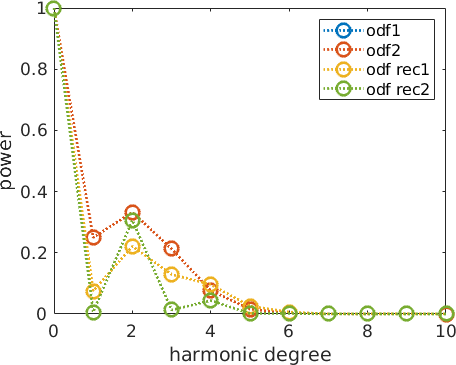 1
0.8
0.6
0.4
0.2
0
power
0 2 4 6 8 10
harmonic degree
odf1
odf2
odf rec1
odf rec2